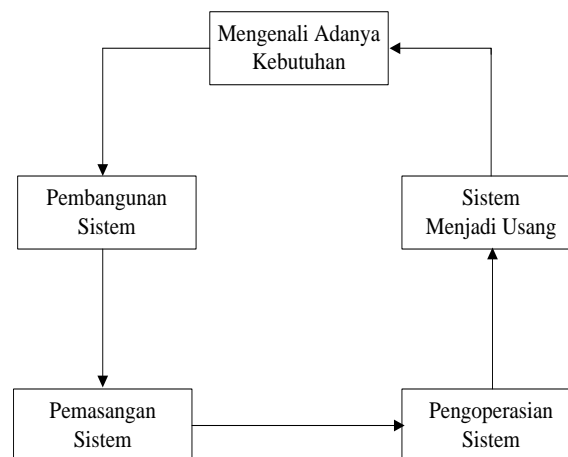 Mengenali Adanya
Kebutuhan
Pembangunan
Sistem
Sistem
Menjadi Usang
Pemasangan
Sistem
Pengoperasian
Sistem